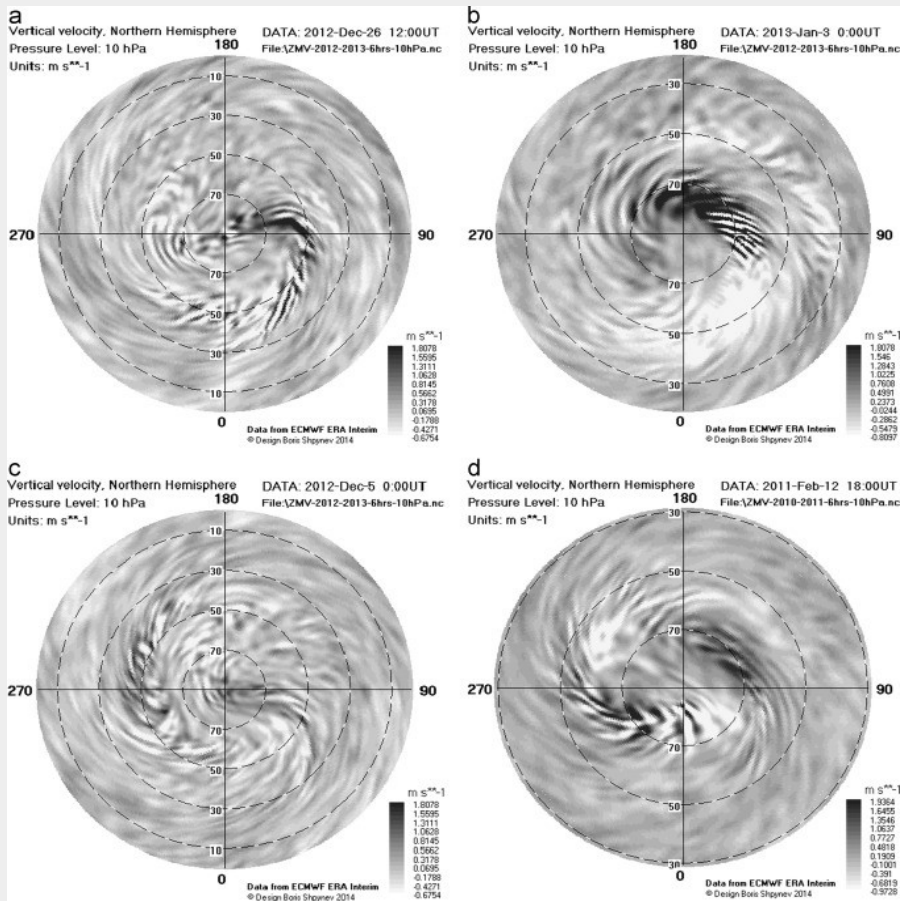 a
Vertical velocity, Northern Hemisphere DATA: 2012-Dec-26 12:00UT
Pressure Level: 10 hPa 180 File:\ZMV-2012-2013-6hrs-10hPa.nc
Units: m s**-1
10
30
50
70
270 90
70
50
30
10
0
m s**-1
1.8078
1.5595
1.3111
1.0628
0.8145
0.5662
0.3178
0.0695
-0.1788
-0.4271
-0.6754
Data from ECMWF ERA Interim
© Design Boris Shpynev 2014
b
Vertical velocity, Northern Hemisphere DATA: 2013-Jan-3 0:00UT
Pressure Level: 10 hPa 180 File:\ZMV-2012-2013-6hrs-10hPa.nc
Units: m s**-1
30
50
70
270 90
70
50
30
0
m s**-1
1.8078
1.546
1.2843
1.0225
0.7608
0.4991
0.2373
-0.0244
-0.2862
-0.5479
-0.8097
Data from ECMWF ERA Interim
© Design Boris Shpynev 2014
c
Vertical velocity, Northern Hemisphere DATA: 2012-Dec-5 0:00UT
Pressure Level: 10 hPa 180 File:\ZMV-2012-2013-6hrs-10hPa.nc
Units: m s**-1
10
30
50
70
270 90
70
50
30
10
0
m s**-1
1.8078
1.5595
1.3111
1.0628
0.8145
0.5662
0.3178
0.0695
-0.1788
-0.4271
-0.6754
Data from ECMWF ERA Interim
© Design Boris Shpynev 2014
d
Vertical velocity, Northern Hemisphere DATA: 2011-Feb-12 18:00UT
Pressure Level: 10 hPa 180 File:\ZMV-2010-2011-6hrs-10hPa.nc
Units: m s**-1
30
50
70
270 90
70
50
30
0
m s**-1
1.9364
1.6455
1.3546
1.0637
0.7727
0.4818
0.1909
-0.1001
-0.391
-0.6819
-0.9728
Data from ECMWF ERA Interim
© Design Boris Shpynev 2014